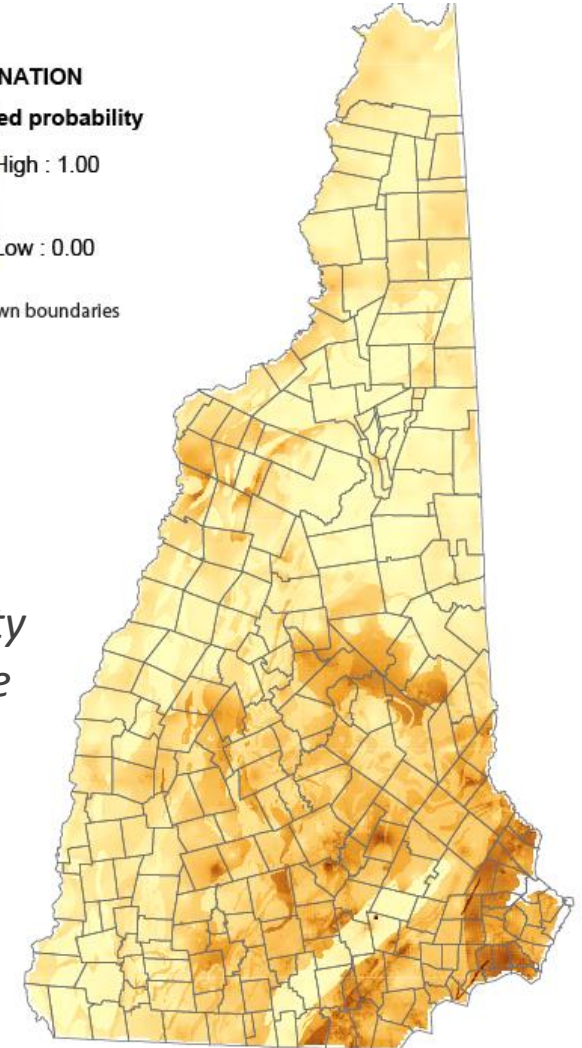 NATION
ed probability
High : 1.00
Low : 0.00
wn boundaries
ty
e